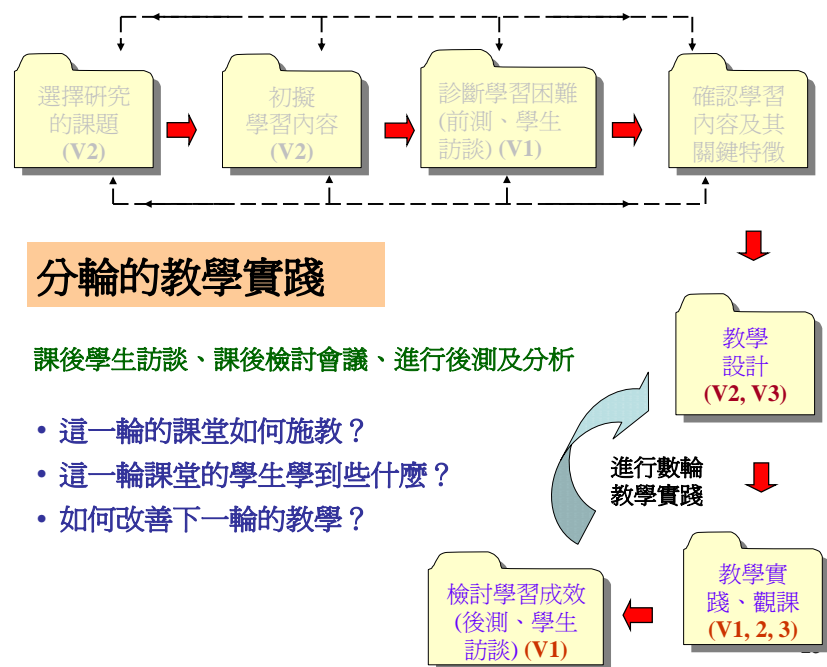 選擇研究
的課題
(V2)
初擬
學習內容
(V2)
診斷學習困難
(前測、學生
訪談) (V1)
確認學習
內容及其
關鍵特徵
分輪的教學實踐
課後學生訪談、課後檢討會議、進行後測及分析
• 這一輪的課堂如何施教？
• 這一輪課堂的學生學到些什麼？
• 如何改善下一輪的教學？
教學
設計
(V2, V3)
進行數輪
教學實踐
教學實
踐、觀課
(V1, 2, 3)
檢討學習成效
(後測、學生
訪談) (V1)